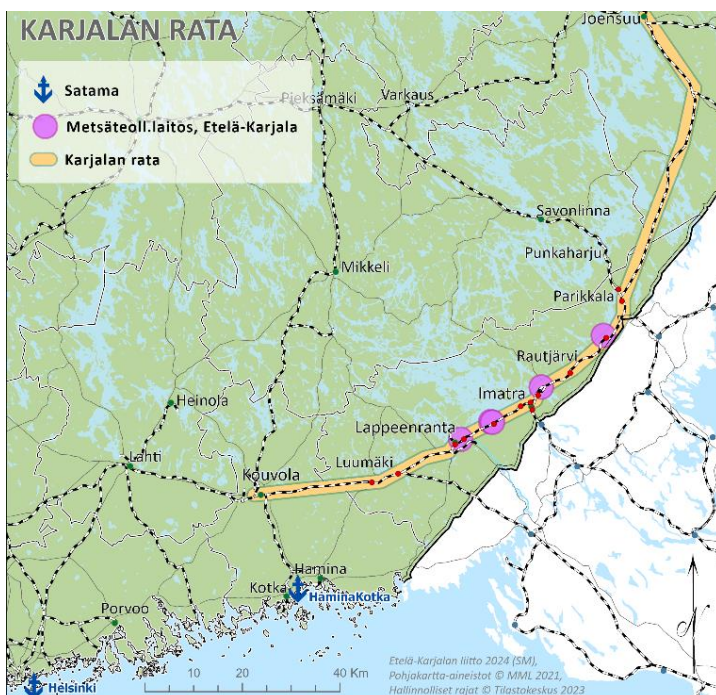 KARJALAN RATA
Satama
Metsäteoll.laitos, Etelä-Karjala
Karjalan rata
Joensuu
Varkaus
Pieksämäki
Savonlinna
Punkaharju
Mikkeli
Parikkala
Rautjärvi
Imatra
Heinola
Lappeenranta
Lahti
Luumäki
Kouvola
Hamina
Kotka
HaminaKotka
Porvoo
Helsinki
10 20 40 Km
Etelä-Karjalan liitto 2024 (SM),
Pohjakartta-aineistot © MML 2021,
Hallinnolliset rajat © Tilastokeskus 2023